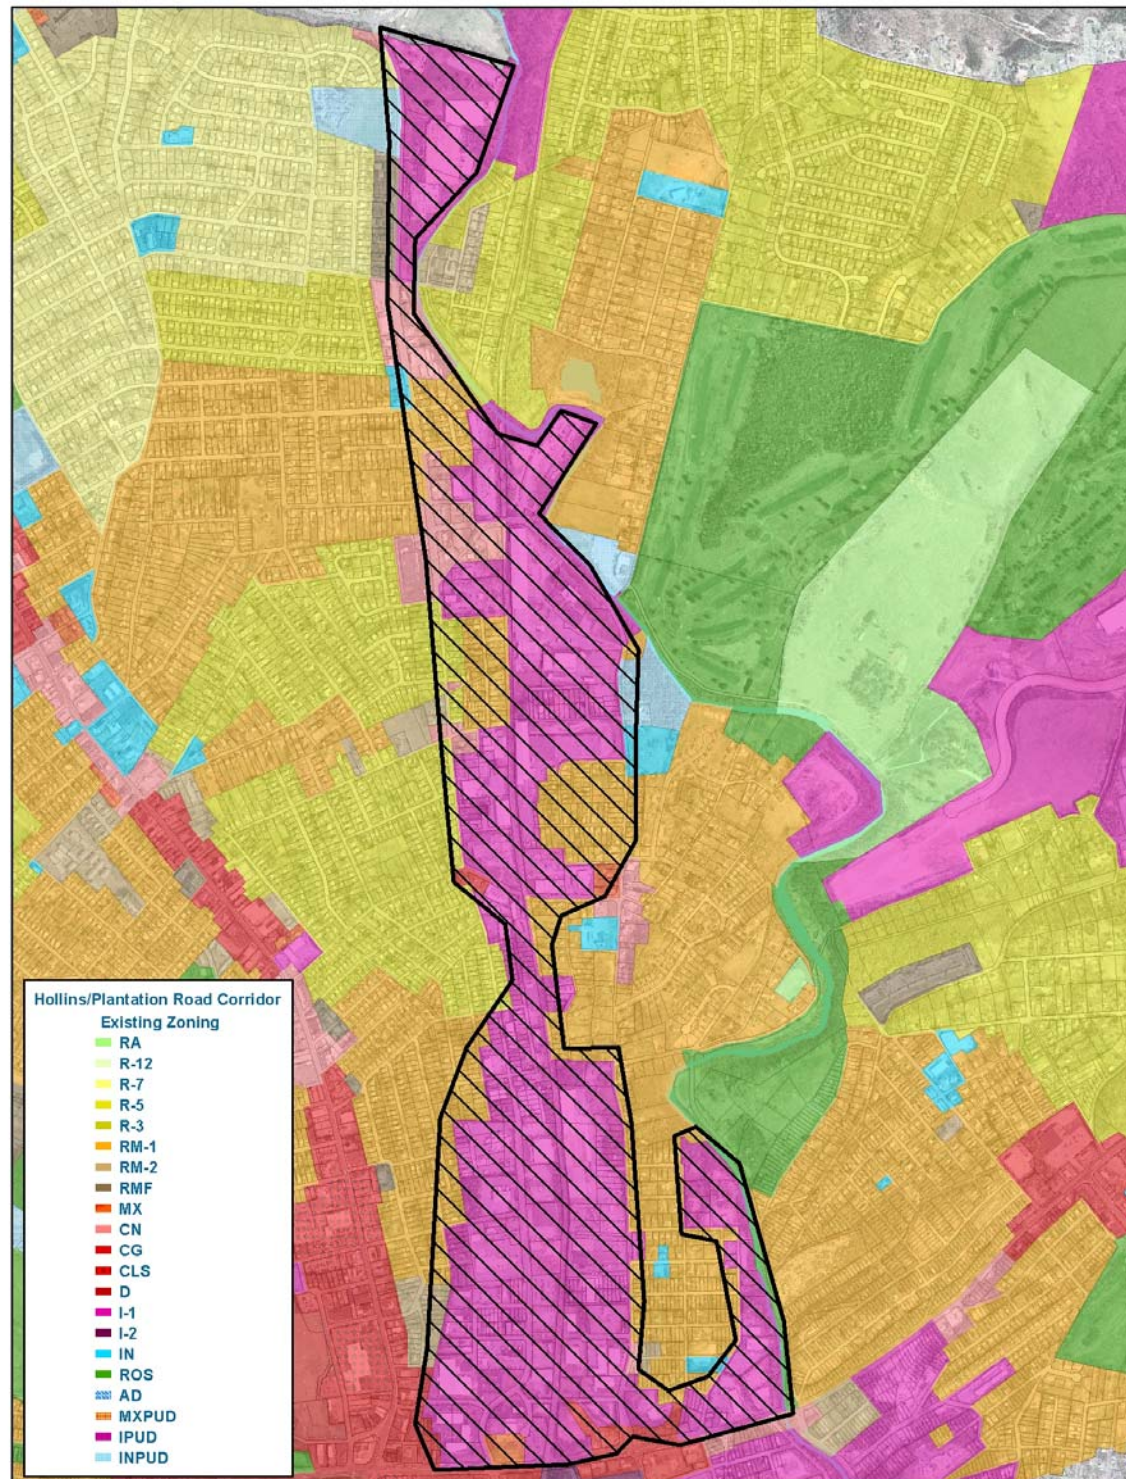 Hollins/Plantation Road Corridor
Existing Zoning
RA
R-12
R-7
R-5
R-3
RM-1
RM-2
RMF
MX
CN
CG
CLS
D
I-1
I-2
IN
ROS
AD
MXPUD
IPUD
INPUD